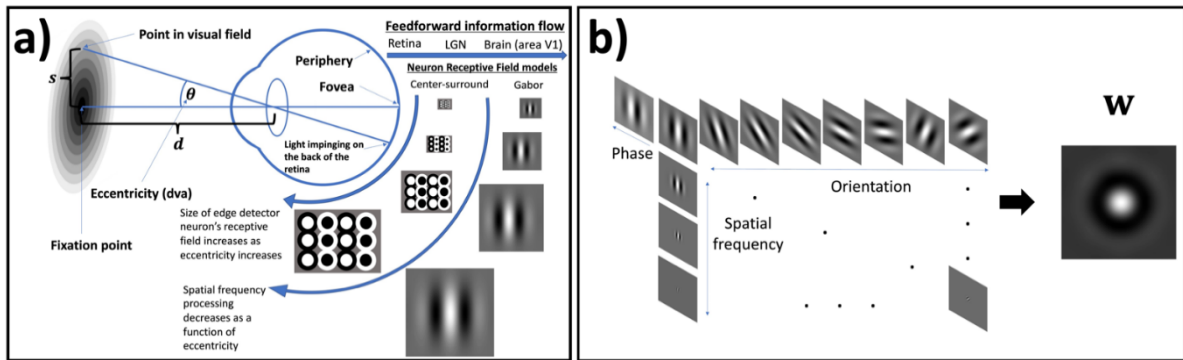 a)
Point in visual field
s
θ
d
Eccentricity (dva)
Fixation point
Periphery
Fovea
Light impinging on
the back of the
retina
Feedforward information flow
Retina LGN Brain (area V1)
Neuron Receptive Field models
Center-surround Gabor
Size of edge detector
neuron's receptive
field increases as
eccentricity increases
Spatial frequency
processing
decreases as a
function of
eccentricity
b)
Phase
Orientation
Spatial
frequency
w